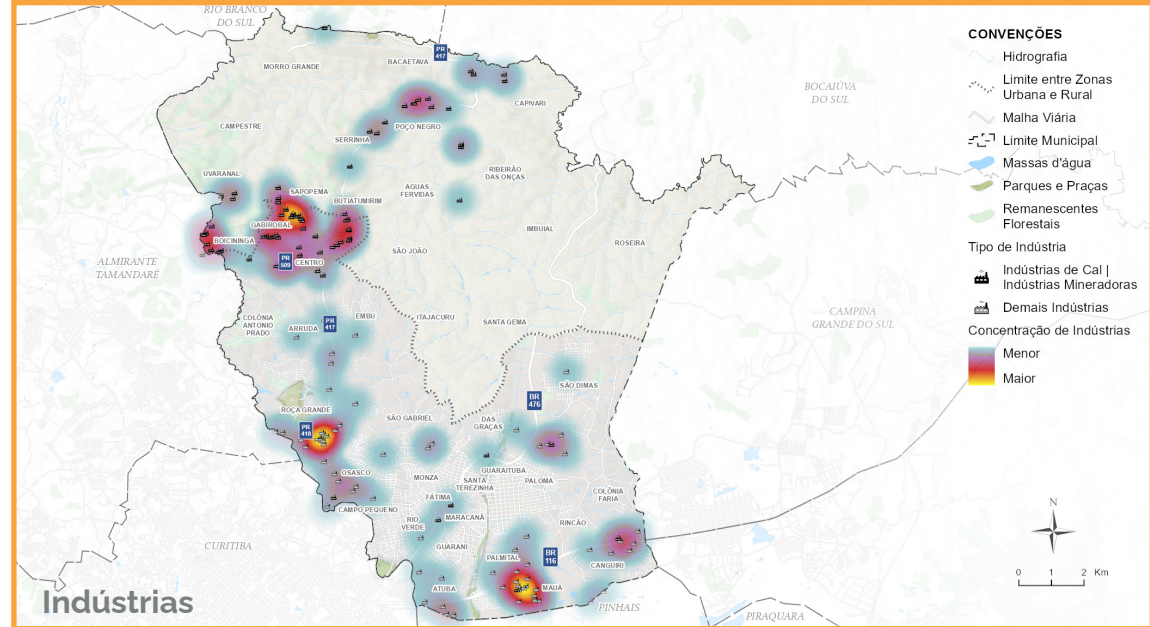 RIO BRANCO
DO SUL
PR
417
BACAETAVA
MORRO GRANDE
BOCAIÚVA
DO SUL
CAPIVARI
CAMPESTRE
POÇO NEGRO
SERRINHA
RIBEIRÃO
DAS ONÇAS
UVARANAL
SAPOPEMA
AGUAS
FERVIDAS
BUTIATUMIRIM
GABIROBAL
IMBUIAL
BOICININGA
ROSEIRA
SÃO JOÃO
PR
509
CENTRO
ALMIRANTE
TAMANDARÉ
COLÔNIA
ANTONIO
PRADO
ARRUDA
PR
417
EMBU
ITAJACURU
SANTA GEMA
CAMPINA
GRANDE DO SUL
SÃO DIMAS
BR
476
ROÇA GRANDE
PR
418
SÃO GABRIEL
DAS
GRAÇAS
OSASCO
MONZA
SANTA
TEREZINHA
GUARAITUBA
PALOMA
FÁTIMA
COLÔNIA
FARIA
CAMPO PEQUENO
RIO
VERDE
MARACANÃ
RINCÃO
CURITIBA
GUARANI
PALMITAL
BR
116
CANGUIRI
ATUBA
MAUÁ
PINHAIS
PIRAQUARA
Indústrias
CONVENÇÕES
Hidrografia
Limite entre Zonas
Urbana e Rural
Malha Viária
Limite Municipal
Massas d'água
Parques e Praças
Remanescentes
Florestais
Tipo de Indústria
Indústrias de Cal |
Indústrias Mineradoras
Demais Indústrias
Concentração de Indústrias
Menor
Maior
N
0 1 2 Km